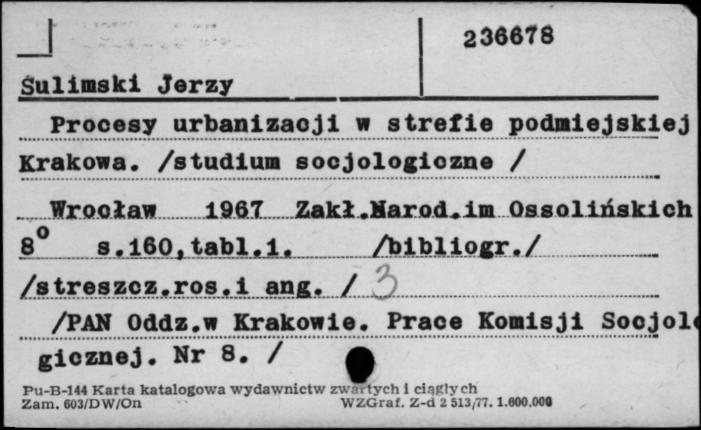 236678
Sulimski Jerzy
Procesy urbanizacji w strefie podmiejskiej
Krakowa. /studium socjologiczne /
Wrocław 1967 Zakł.Narod.im Ossolińskich
8° s.160,tabl.1. /bibliogr./
/streszcz.ros.i ang. / 3
/PAN Oddz.w Krakowie. Prace Komisji Socjolo
gicznej. Nr 8. /
Pu-B-144 Karta katalogowa wydawnictw zwartych i ciągłych
Zam. 603/DW/On WZGraf. Z-d 2 513/77. 1.600.000